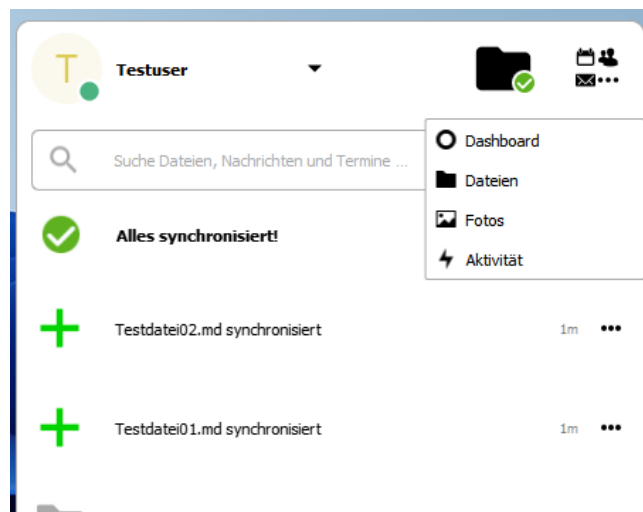 T
Testuser
Suche Dateien, Nachrichten und Termine ...
Dashboard
Dateien
Fotos
Aktivität
Alles synchronisiert!
Testdatei02.md synchronisiert
1m
Testdatei01.md synchronisiert
1m